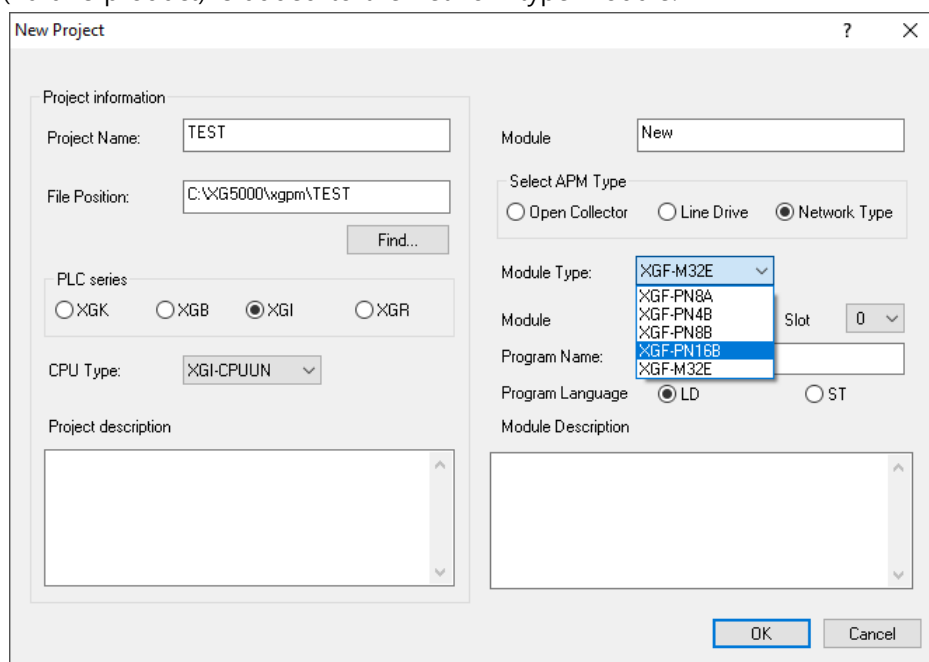 New Project ? X
Project information
Project Name: TEST
File Position: C:\XG5000\xgpm\TEST
Find...
PLC series
XGK XGB XGI XGR
CPU Type: XGI-CPUUN
Project description
Module New
Select APM Type
Open Collector Line Drive Network Type
Module Type: XGF-M32E
XGF-PN8A
XGF-PN4B
Module Slot 0
XGF-PN8B
XGF-PN16B
Program Name:
XGF-M32E
Program Language LD ST
Module Description
OK Cancel